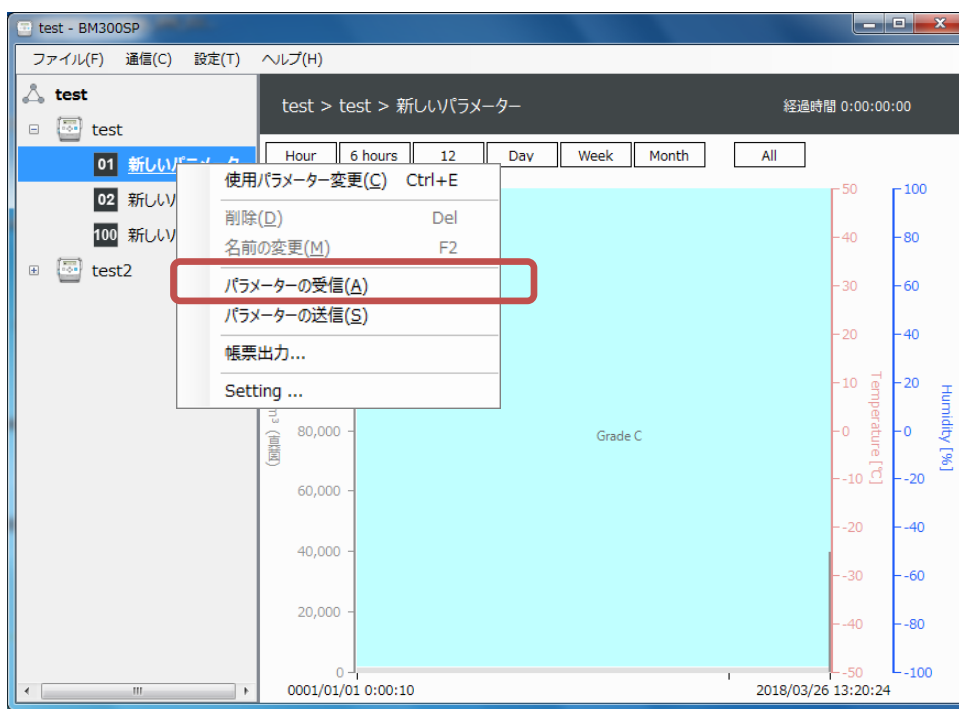 test - BM300SP
ファイル(F) 通信(C) 設定(T) ヘルプ(H)
test
test
01 新しいパラメータ
02 新しいパ
100 新しいパ
test2
test > test > 新しいパラメーター
経過時間 0:00:00:00
Hour 6 hours 12 Day Week Month All
使用パラメーター変更(C) Ctrl+E
削除(D) Del
名前の変更(M) F2
パラメーターの受信(A)
パラメーターの送信(S)
帳票出力...
Setting ...
80,000
60,000
40,000
20,000
0
Grade C
50
40
30
20
10
0
-10
-20
-30
-40
-50
Temperature [℃]
100
80
60
40
20
0
-20
-40
-60
-80
-100
Humidity [%]
0001/01/01 0:00:10
2018/03/26 13:20:24